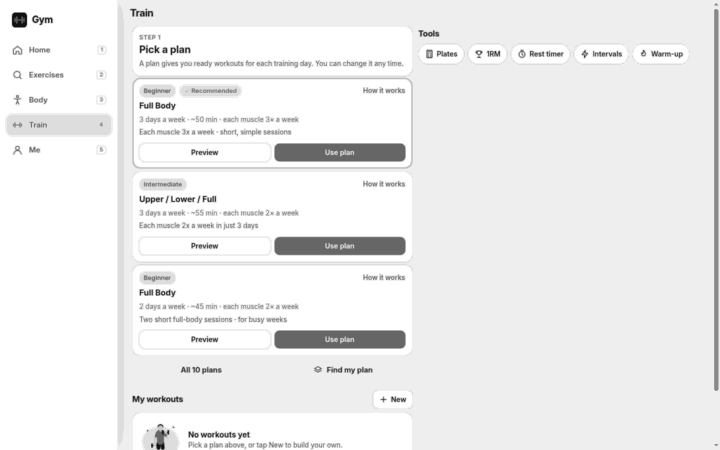 Gym
Home 1
Exercises 2
Body 3
Train 4
Me 5
Train
STEP 1
Pick a plan
A plan gives you ready workouts for each training day. You can change it any time.
Beginner Recommended How it works
Full Body
3 days a week · ~50 min · each muscle 3× a week
Each muscle 3x a week · short, simple sessions
Preview Use plan
Intermediate How it works
Upper / Lower / Full
3 days a week · ~55 min · each muscle 2× a week
Each muscle 2x a week in just 3 days
Preview Use plan
Beginner How it works
Full Body
2 days a week · ~45 min · each muscle 2× a week
Two short full-body sessions · for busy weeks
Preview Use plan
All 10 plans Find my plan
My workouts + New
No workouts yet
Pick a plan above, or tap New to build your own.
Tools
Plates 1RM Rest timer Intervals Warm-up